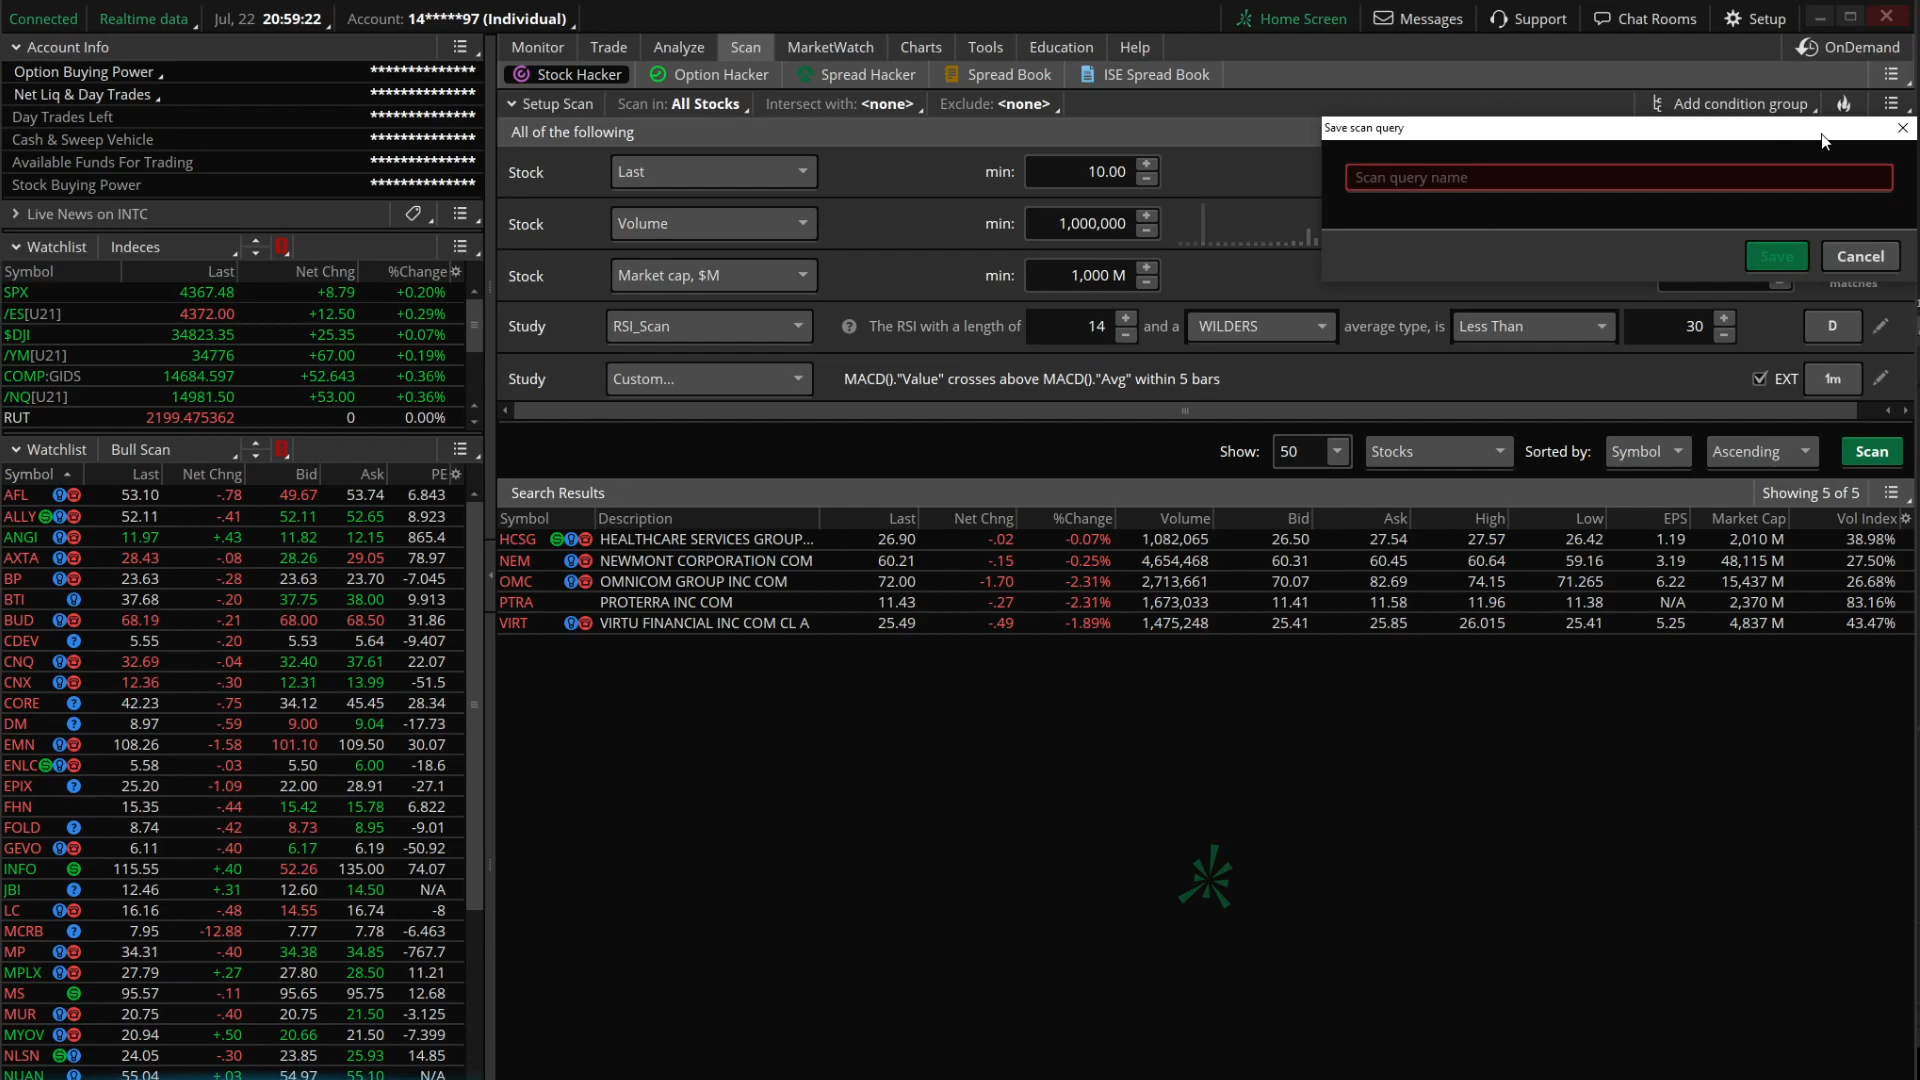 Connected Realtime data Jul, 22 20:59:22 Account: 14*****97 (Individual) Home Screen Messages Support Chat Rooms Setup
Account Info
Option Buying Power **************
Net Liq & Day Trades **************
Day Trades Left **************
Cash & Sweep Vehicle **************
Available Funds For Trading **************
Stock Buying Power **************
Live News on INTC
Watchlist Indeces
Symbol Last Net Chng %Change
SPX 4367.48 +8.79 +0.20%
/ES[U21] 4372.00 +12.50 +0.29%
$DJI 34823.35 +25.35 +0.07%
/YM[U21] 34776 +67.00 +0.19%
COMP:GIDS 14684.597 +52.643 +0.36%
/NQ[U21] 14981.50 +53.00 +0.36%
RUT 2199.475362 0 0.00%
Watchlist Bull Scan
Symbol Last Net Chng Bid Ask PE
AFL 53.10 -.78 49.67 53.74 6.843
ALLY 52.11 -.41 52.11 52.65 8.923
ANGI 11.97 +.43 11.82 12.15 865.4
AXTA 28.43 -.08 28.26 29.05 78.97
BP 23.63 -.28 23.63 23.70 -7.045
BTI 37.68 -.20 37.75 38.00 9.913
BUD 68.19 -.21 68.00 68.50 31.86
CDEV 5.55 -.20 5.53 5.64 -9.407
CNQ 32.69 -.04 32.40 37.61 22.07
CNX 12.36 -.30 12.31 13.99 -51.5
CORE 42.23 -.75 34.12 45.45 28.34
DM 8.97 -.59 9.00 9.04 -17.73
EMN 108.26 -1.58 101.10 109.50 30.07
ENLC 5.58 -.03 5.50 6.00 -18.6
EPIX 25.20 -1.09 22.00 28.91 -27.1
FHN 15.35 -.44 15.42 15.78 6.822
FOLD 8.74 -.42 8.73 8.95 -9.01
GEVO 6.11 -.40 6.17 6.19 -50.92
INFO 115.55 +.40 52.26 135.00 74.07
JBI 12.46 +.31 12.60 14.50 N/A
LC 16.16 -.48 14.55 16.74 -8
MCRB 7.95 -12.88 7.77 7.78 -6.463
MP 34.31 -.40 34.38 34.85 -767.7
MPLX 27.79 +.27 27.80 28.50 11.21
MS 95.57 -.11 95.65 95.75 12.68
MUR 20.75 -.40 20.75 21.50 -3.125
MYOV 20.94 +.50 20.66 21.50 -7.399
NLSN 24.05 -.30 23.85 25.93 14.85
NUAN 55.04 +.03 54.97 55.10 N/A
Monitor Trade Analyze Scan MarketWatch Charts Tools Education Help OnDemand
Stock Hacker Option Hacker Spread Hacker Spread Book ISE Spread Book
Setup Scan Scan in: All Stocks Intersect with: <none> Exclude: <none> Add condition group
All of the following
Save scan query
Scan query name
Save Cancel
Stock Last min: 10.00
Stock Volume min: 1,000,000
Stock Market cap, $M min: 1,000 M
matches
Study RSI_Scan The RSI with a length of 14 and a WILDERS average type, is Less Than 30 D
Study Custom... MACD()."Value" crosses above MACD()."Avg" within 5 bars EXT 1m
Show: 50 Stocks Sorted by: Symbol Ascending Scan
Search Results Showing 5 of 5
Symbol Description Last Net Chng %Change Volume Bid Ask High Low EPS Market Cap Vol Index
HCSG HEALTHCARE SERVICES GROUP... 26.90 -.02 -0.07% 1,082,065 26.50 27.54 27.57 26.42 1.19 2,010 M 38.98%
NEM NEWMONT CORPORATION COM 60.21 -.15 -0.25% 4,654,468 60.31 60.45 60.64 59.16 3.19 48,115 M 27.50%
OMC OMNICOM GROUP INC COM 72.00 -1.70 -2.31% 2,713,661 70.07 82.69 74.15 71.265 6.22 15,437 M 26.68%
PTRA PROTERRA INC COM 11.43 -.27 -2.31% 1,673,033 11.41 11.58 11.96 11.38 N/A 2,370 M 83.16%
VIRT VIRTU FINANCIAL INC COM CL A 25.49 -.49 -1.89% 1,475,248 25.41 25.85 26.015 25.41 5.25 4,837 M 43.47%